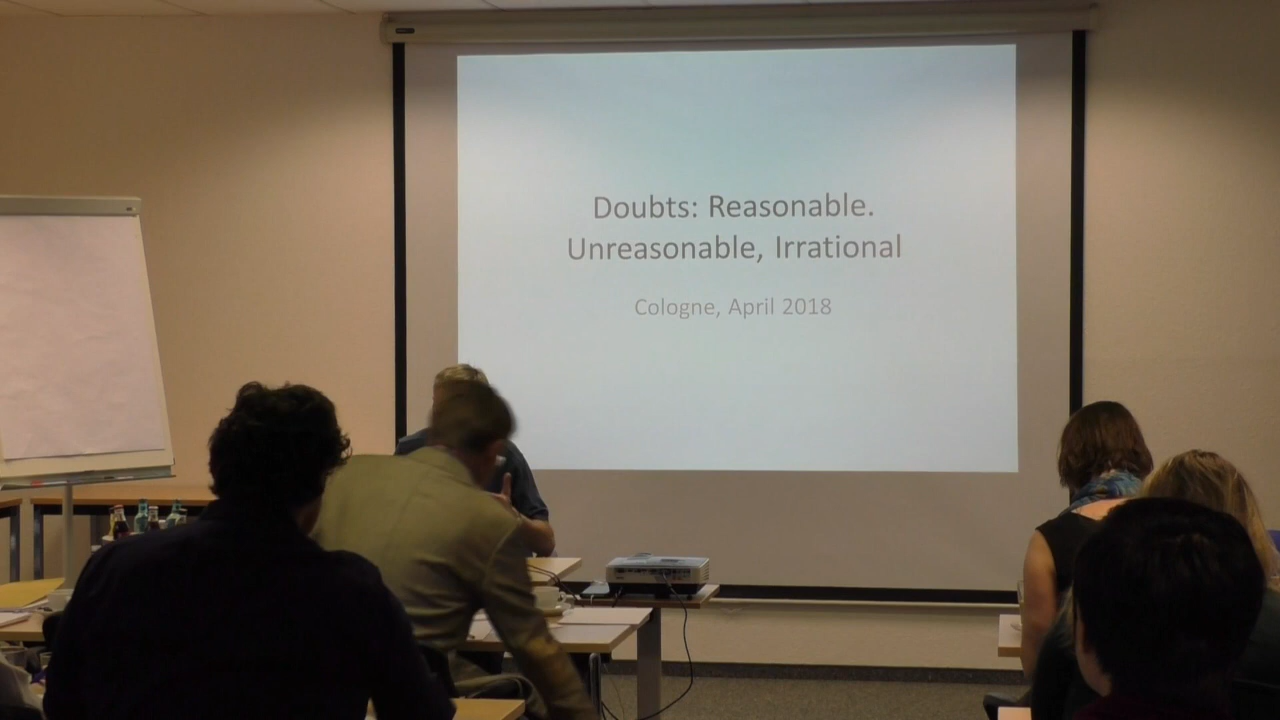 Doubts: Reasonable.
Unreasonable, Irrational
Cologne, April 2018